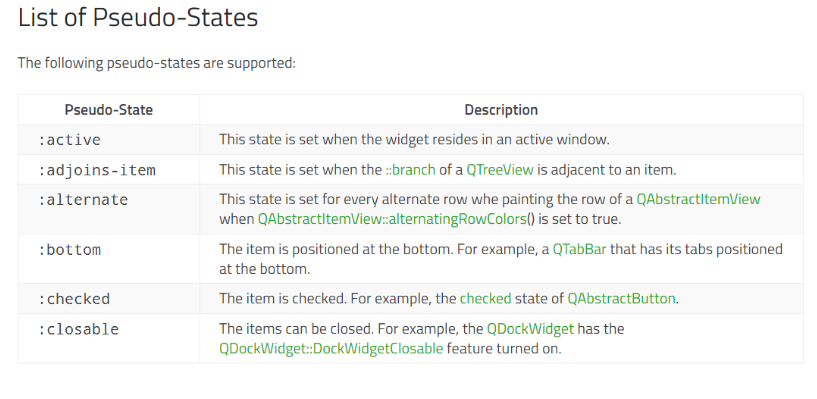 List of Pseudo-States
The following pseudo-states are supported:
Pseudo-State Description
:active This state is set when the widget resides in an active window.
:adjoins-item This state is set when the ::branch of a QTreeView is adjacent to an item.
:alternate This state is set for every alternate row whe painting the row of a QAbstractItemView
when QAbstractItemView::alternatingRowColors() is set to true.
:bottom The item is positioned at the bottom. For example, a QTabBar that has its tabs positioned
at the bottom.
:checked The item is checked. For example, the checked state of QAbstractButton.
:closable The items can be closed. For example, the QDockWidget has the
QDockWidget::DockWidgetClosable feature turned on.